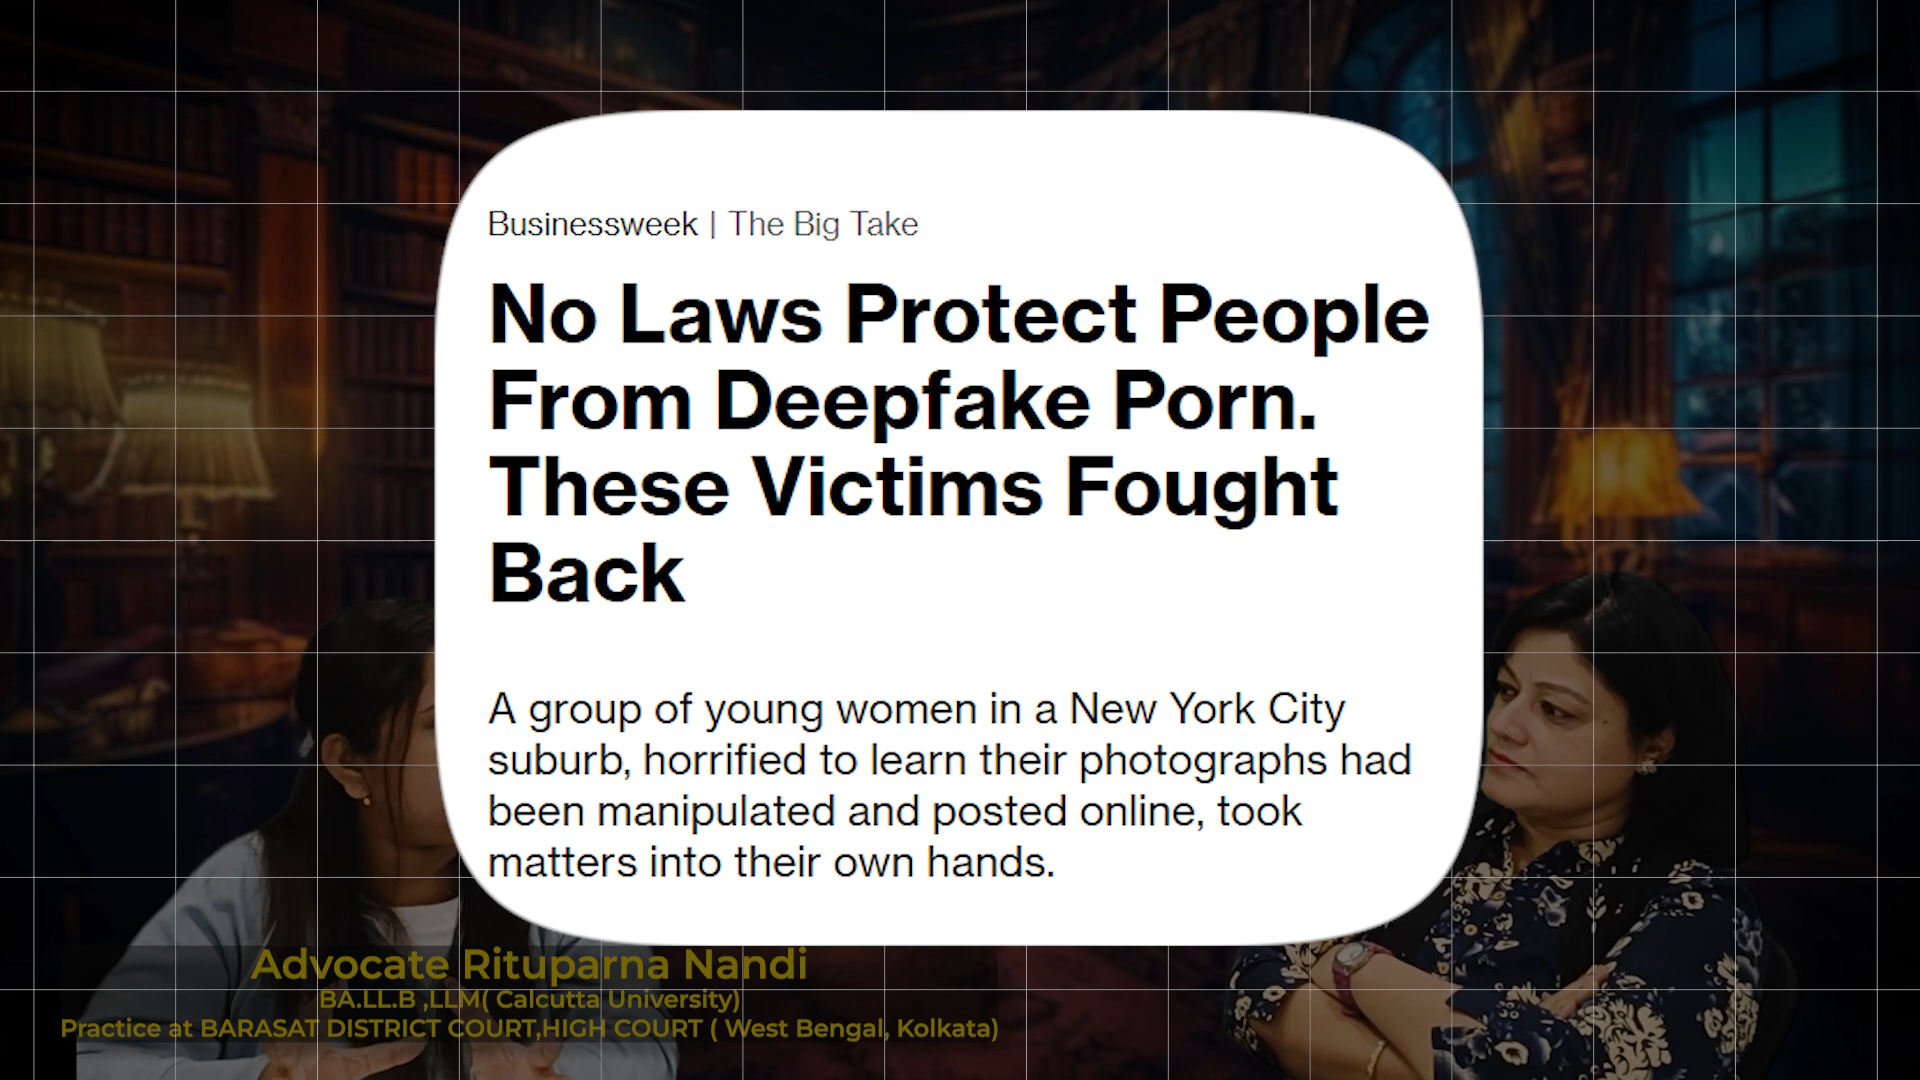 Businessweek | The Big Take
No Laws Protect People
From Deepfake Porn.
These Victims Fought
Back
A group of young women in a New York City
suburb, horrified to learn their photographs had
been manipulated and posted online, took
matters into their own hands.
Advocate Rituparna Nandi
BA.LL.B ,LLM( Calcutta University)
Practice at BARASAT DISTRICT COURT,HIGH COURT ( West Bengal, Kolkata)